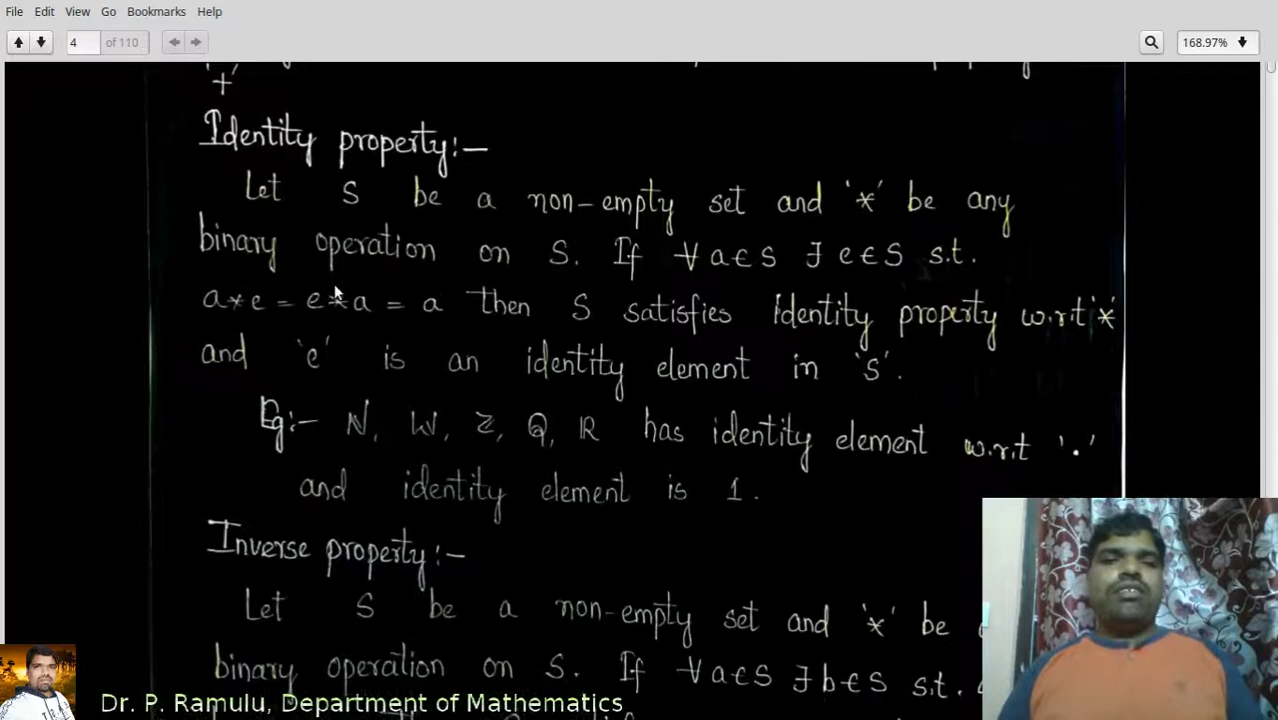 File Edit View Go Bookmarks Help
4 of 110 168.97%
'+'
Identity property:-
Let S be a non-empty set and '*' be any
binary operation on S. If ∀ a∈S ∃ e∈S s.t.
a*e = e*a = a then S satisfies Identity property w.r.t '*'
and 'e' is an identity element in 'S'.
Eg:- N, W, Z, Q, R has identity element w.r.t '.'
and identity element is 1.
Inverse property:-
Let S be a non-empty set and '*' be
binary operation on S. If ∀ a∈S ∃ b∈S s.t.
Dr. P. Ramulu, Department of Mathematics